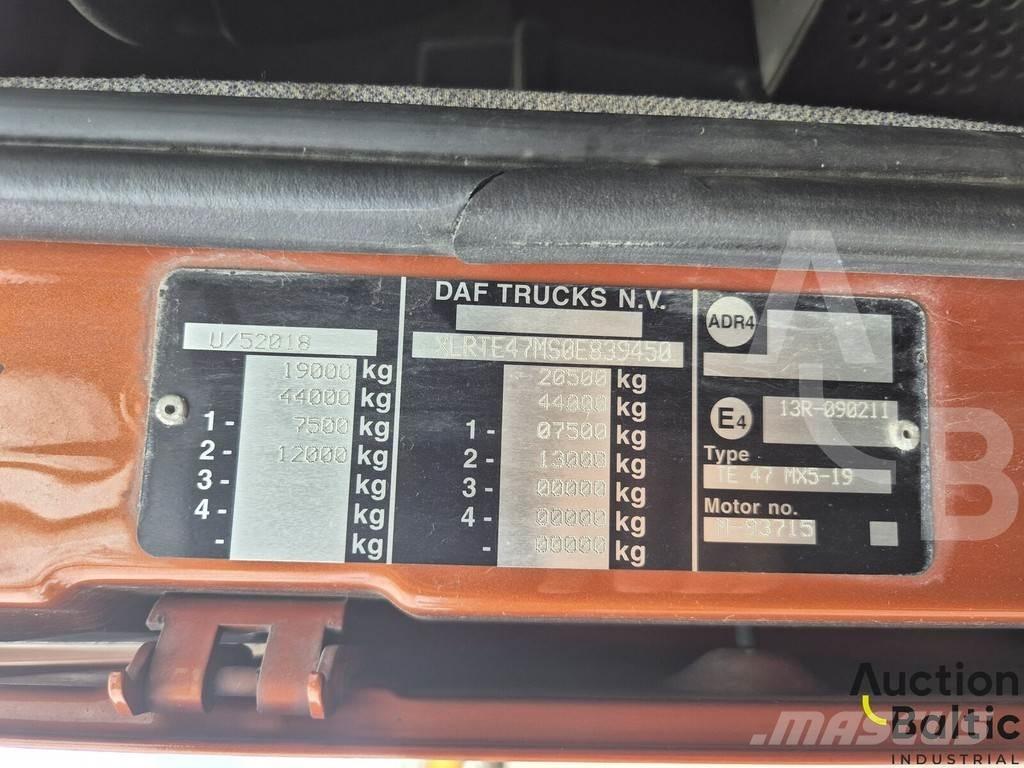 U/52018
19000 kg
44000 kg
1- 7500 kg
2- 12000 kg
3- kg
4- kg
- kg
DAF TRUCKS N.V.
XLRTE47MS0E839450
20500 kg
44000 kg
1- 07500 kg
2- 13000 kg
3- 00000 kg
4- 00000 kg
- 00000 kg
ADR4
E4 13R-090211
Type
TE 47 MX5-19
Motor no.
M-93715
AB
Auction
Baltic
INDUSTRIAL
MASCUS